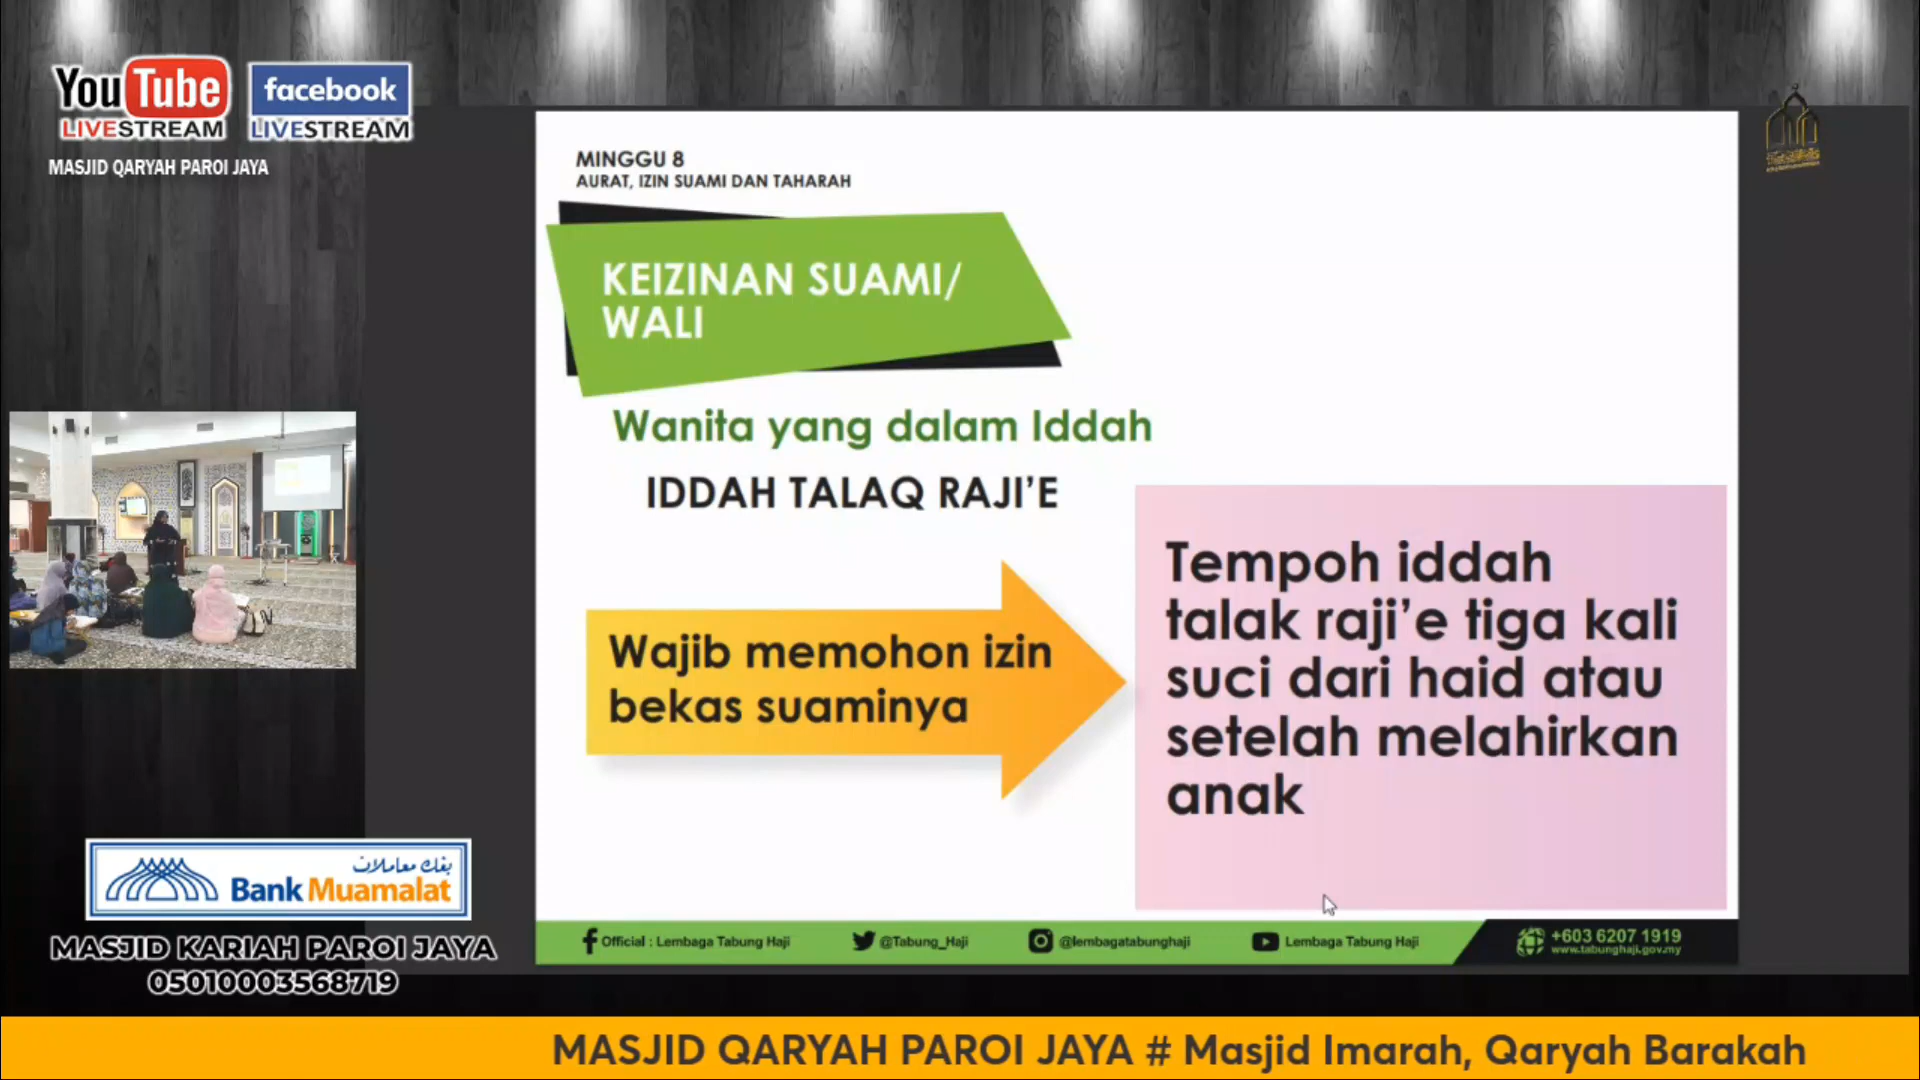 YouTube
LIVESTREAM
facebook
LIVESTREAM
MASJID QARYAH PAROI JAYA
MINGGU 8
AURAT, IZIN SUAMI DAN TAHARAH
KEIZINAN SUAMI/
WALI
Wanita yang dalam Iddah
IDDAH TALAQ RAJI’E
Wajib memohon izin
bekas suaminya
Tempoh iddah
talak raji’e tiga kali
suci dari haid atau
setelah melahirkan
anak
Official : Lembaga Tabung Haji
@Tabung_Haji
@lembagatabunghaji
Lembaga Tabung Haji
+603 6207 1919
www.tabunghaji.gov.my
بنك معاملات
Bank Muamalat
MASJID KARIAH PAROI JAYA
05010003568719
MASJID QARYAH PAROI JAYA # Masjid Imarah, Qaryah Barakah